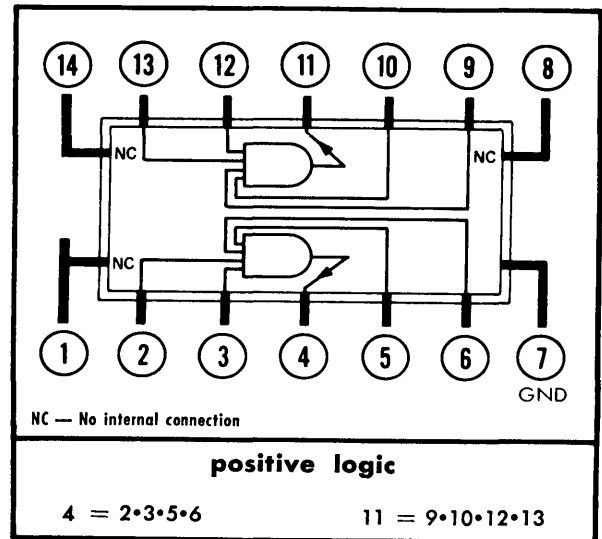 14 13 12 11 10 9 8
NC NC
NC
1 2 3 4 5 6 7
GND
NC — No internal connection
positive logic
4 = 2•3•5•6 11 = 9•10•12•13